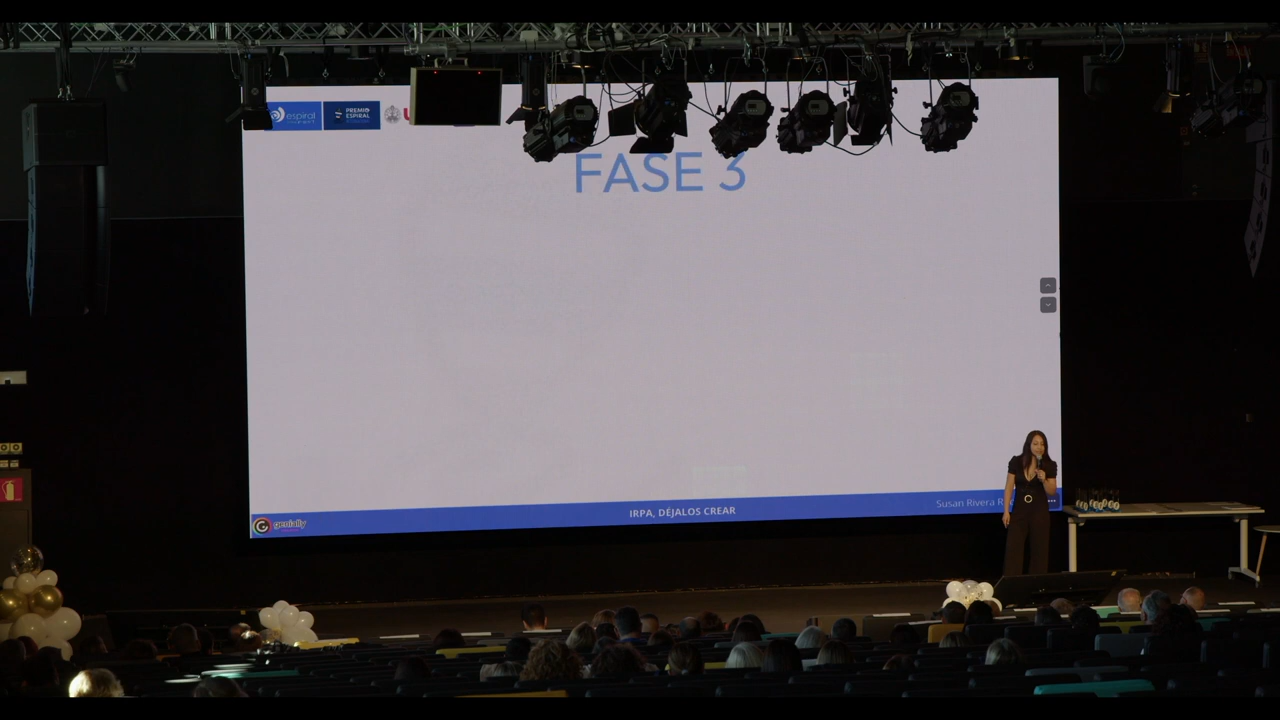 espiral
PREMIO
ESPIRAL
FASE 3
IRPA, DÉJALOS CREAR
Susan Rivera
genially